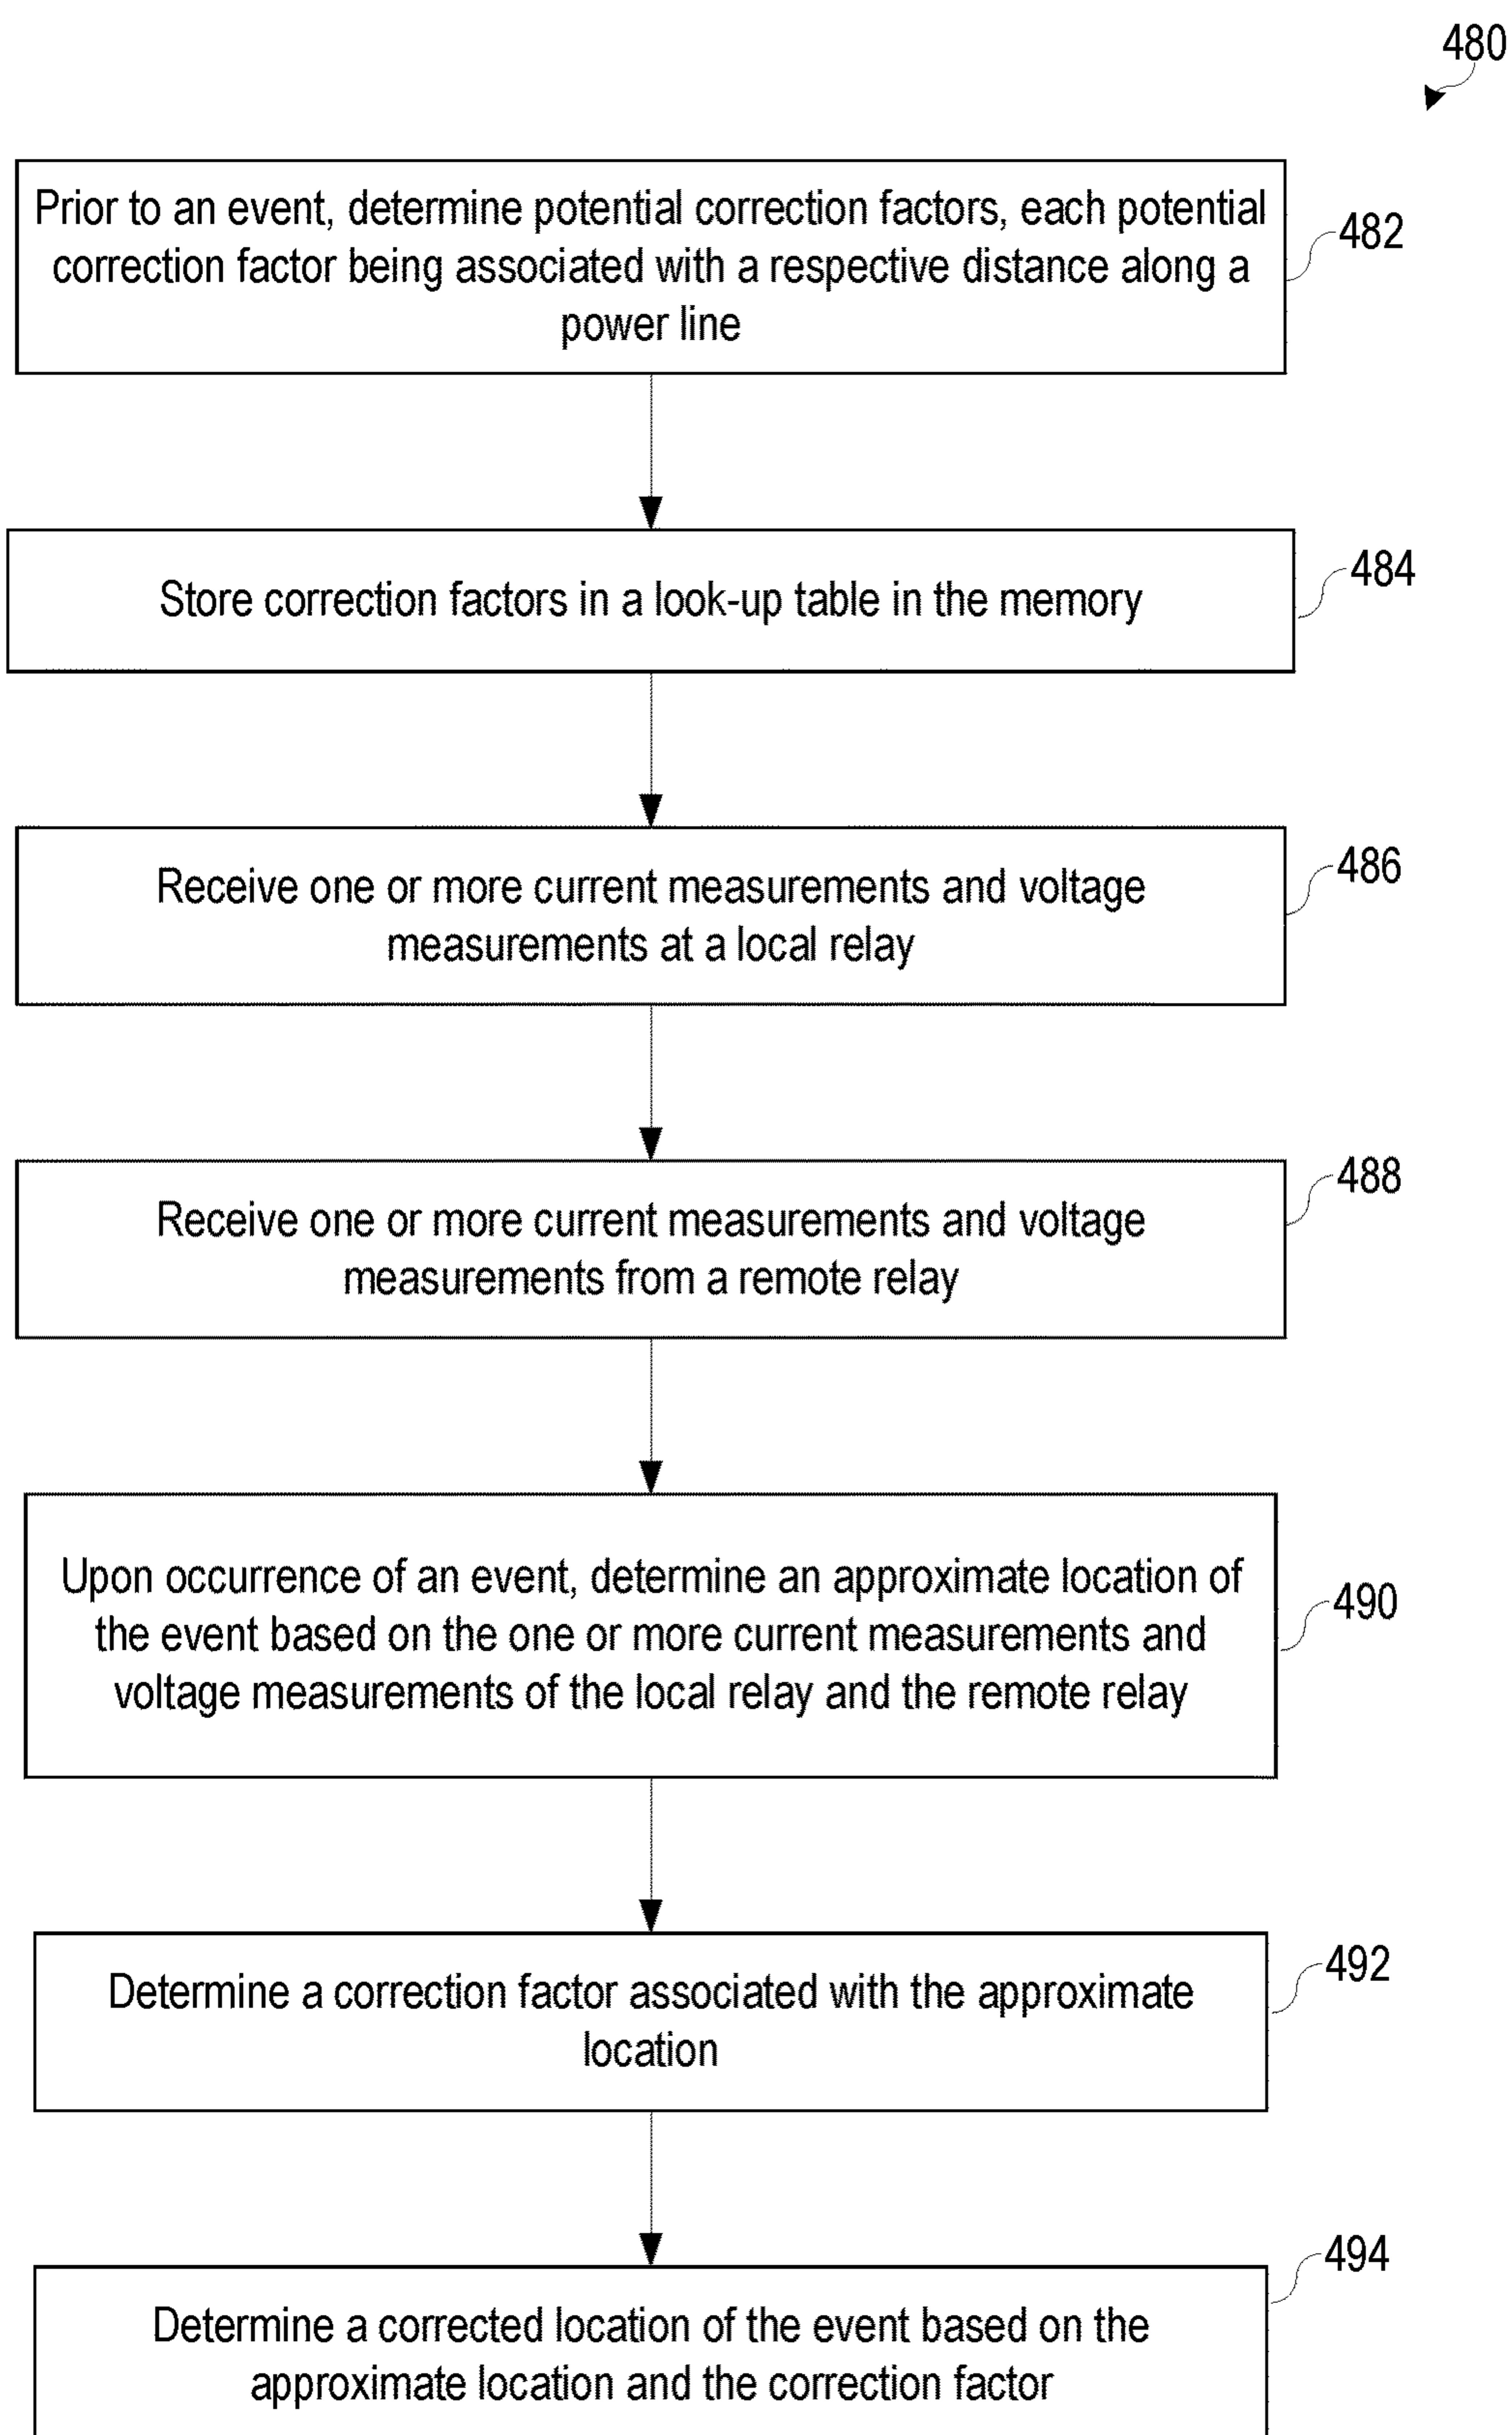 480
Prior to an event, determine potential correction factors, each potential
correction factor being associated with a respective distance along a
power line
482
Store correction factors in a look-up table in the memory
484
Receive one or more current measurements and voltage
measurements at a local relay
486
Receive one or more current measurements and voltage
measurements from a remote relay
488
Upon occurrence of an event, determine an approximate location of
the event based on the one or more current measurements and
voltage measurements of the local relay and the remote relay
490
Determine a correction factor associated with the approximate
location
492
Determine a corrected location of the event based on the
approximate location and the correction factor
494